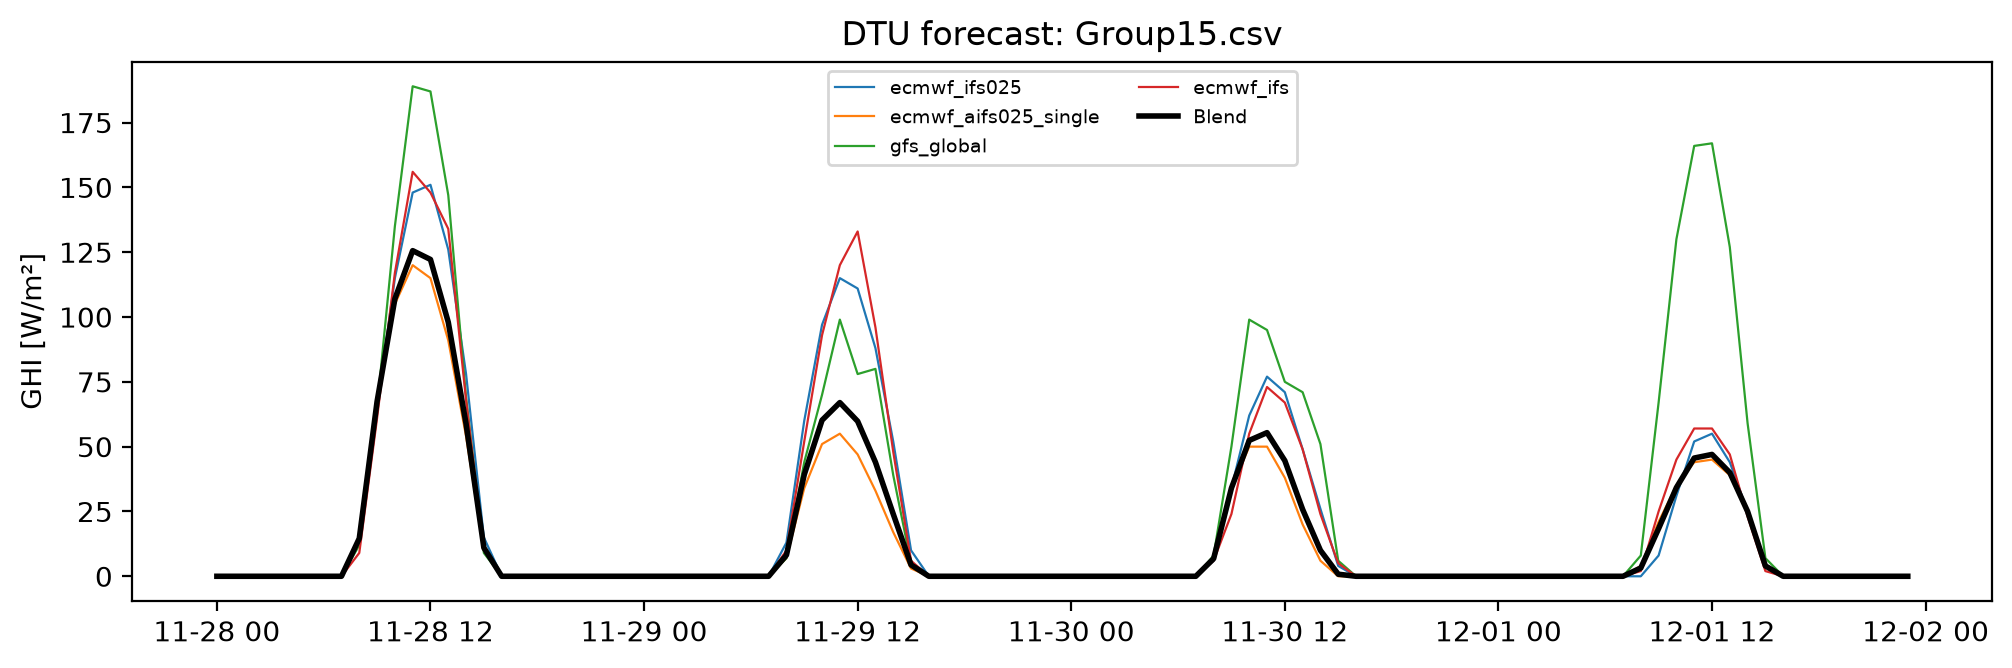 DTU forecast: Group15.csv
ecmwf_ifs025
ecmwf_aifs025_single
gfs_global
ecmwf_ifs
Blend
GHI [W/m²]
175
150
125
100
75
50
25
0
11-28 00
11-28 12
11-29 00
11-29 12
11-30 00
11-30 12
12-01 00
12-01 12
12-02 00